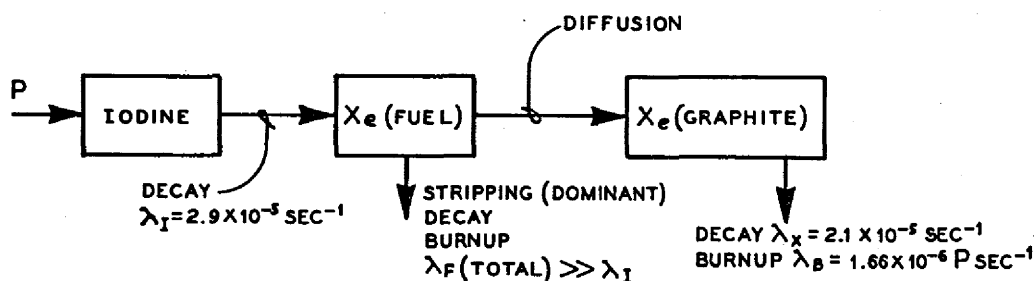 DIFFUSION
P
IODINE
Xe (FUEL)
Xe (GRAPHITE)
DECAY
λI = 2.9 X 10⁻⁵ SEC⁻¹
STRIPPING (DOMINANT)
DECAY
BURNUP
λF (TOTAL) >> λI
DECAY λX = 2.1 X 10⁻⁵ SEC⁻¹
BURNUP λB = 1.66 X 10⁻⁶ P SEC⁻¹